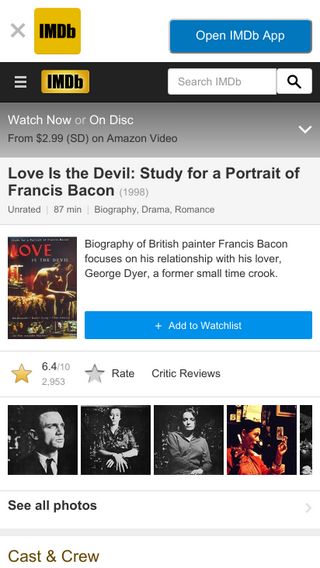 IMDb
Open IMDb App
IMDb
Search IMDb
Watch Now or On Disc
From $2.99 (SD) on Amazon Video
Love Is the Devil: Study for a Portrait of
Francis Bacon (1998)
Unrated | 87 min | Biography, Drama, Romance
LOVE
IS THE DEVIL
Biography of British painter Francis Bacon
focuses on his relationship with his lover,
George Dyer, a former small time crook.
+ Add to Watchlist
6.4/10
2,953
Rate
Critic Reviews
See all photos
Cast & Crew